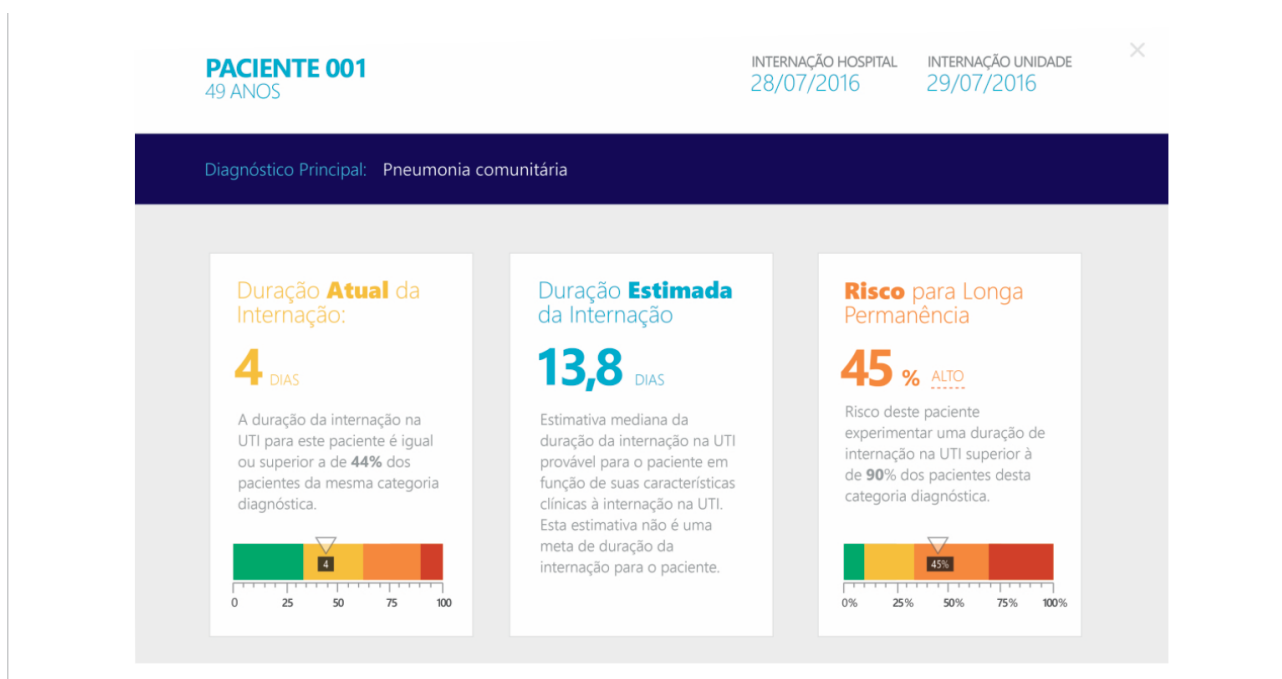 PACIENTE 001
49 ANOS
INTERNAÇÃO HOSPITAL
28/07/2016
INTERNAÇÃO UNIDADE
29/07/2016
×
Diagnóstico Principal: Pneumonia comunitária
Duração Atual da
Internação:
4 DIAS
A duração da internação na
UTI para este paciente é igual
ou superior a de 44% dos
pacientes da mesma categoria
diagnóstica.
4
0 25 50 75 100
Duração Estimada
da Internação
13,8 DIAS
Estimativa mediana da
duração da internação na UTI
provável para o paciente em
função de suas características
clínicas à internação na UTI.
Esta estimativa não é uma
meta de duração da
internação para o paciente.
Risco para Longa
Permanência
45 % ALTO
Risco deste paciente
experimentar uma duração de
internação na UTI superior à
de 90% dos pacientes desta
categoria diagnóstica.
45%
0% 25% 50% 75% 100%